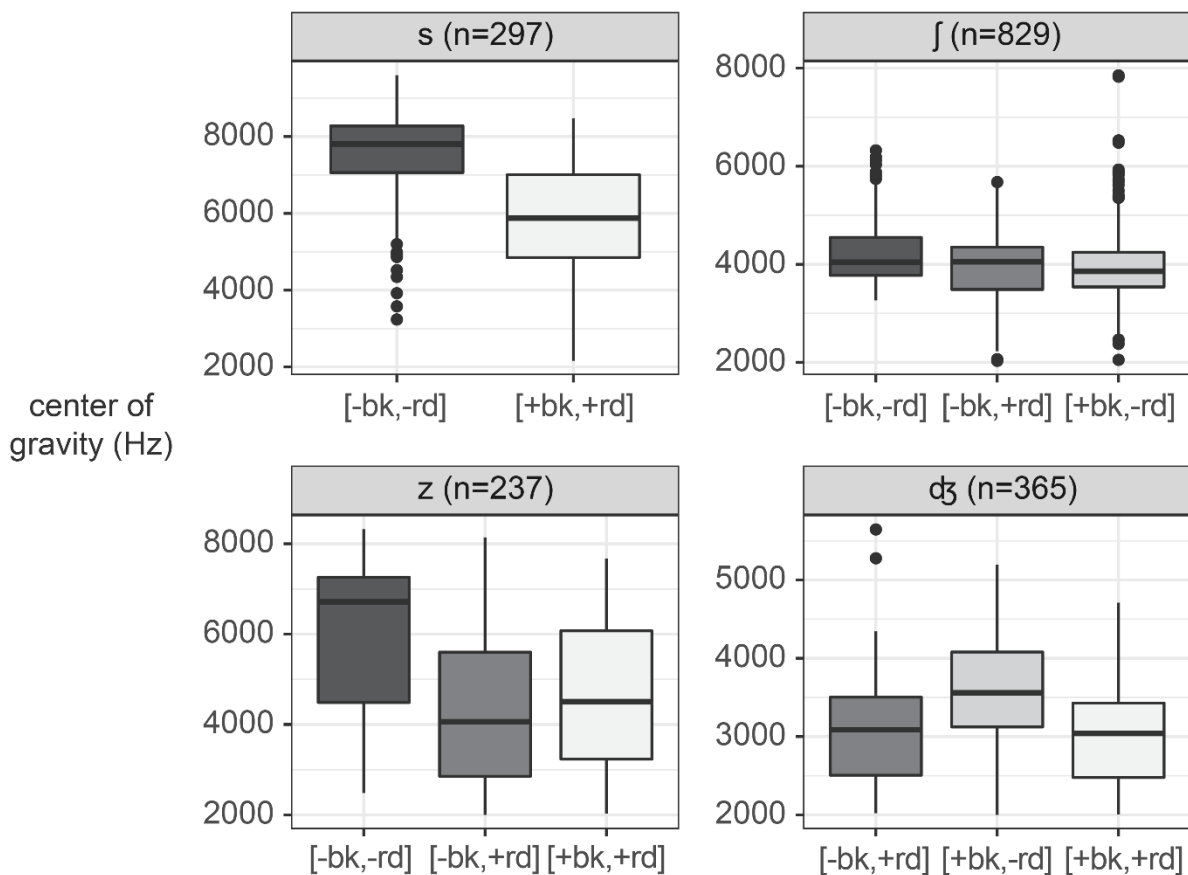 s (n=297)
8000
6000
4000
2000
[-bk,-rd] [+bk,+rd]
ʃ (n=829)
8000
6000
4000
2000
[-bk,-rd] [-bk,+rd] [+bk,-rd]
center of
gravity (Hz)
z (n=237)
8000
6000
4000
2000
[-bk,-rd] [-bk,+rd] [+bk,+rd]
ʤ (n=365)
5000
4000
3000
2000
[-bk,+rd] [+bk,-rd] [+bk,+rd]